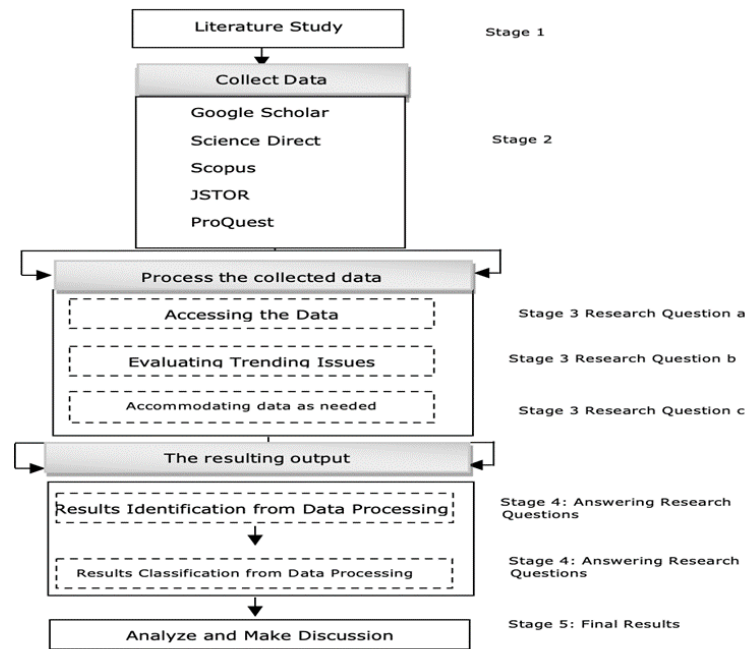 Literature Study
Stage 1
Collect Data
Google Scholar
Science Direct
Stage 2
Scopus
JSTOR
ProQuest
Process the collected data
Accessing the Data
Stage 3 Research Question a
Evaluating Trending Issues
Stage 3 Research Question b
Accommodating data as needed
Stage 3 Research Question c
The resulting output
Results Identification from Data Processing
Stage 4: Answering Research
Questions
Results Classification from Data Processing
Stage 4: Answering Research
Questions
Analyze and Make Discussion
Stage 5: Final Results